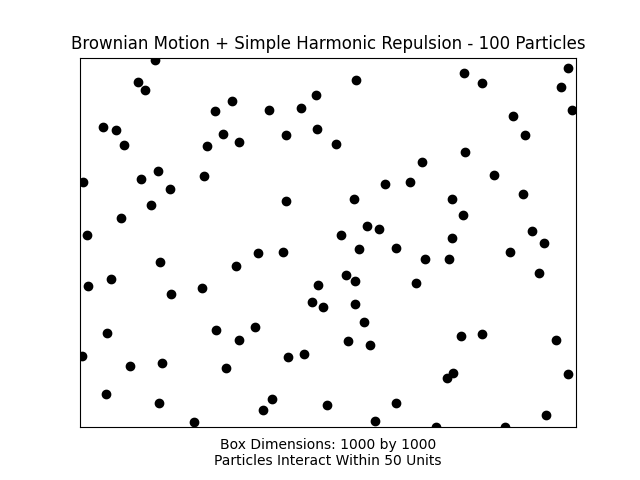 Brownian Motion + Simple Harmonic Repulsion - 100 Particles
Box Dimensions: 1000 by 1000
Particles Interact Within 50 Units